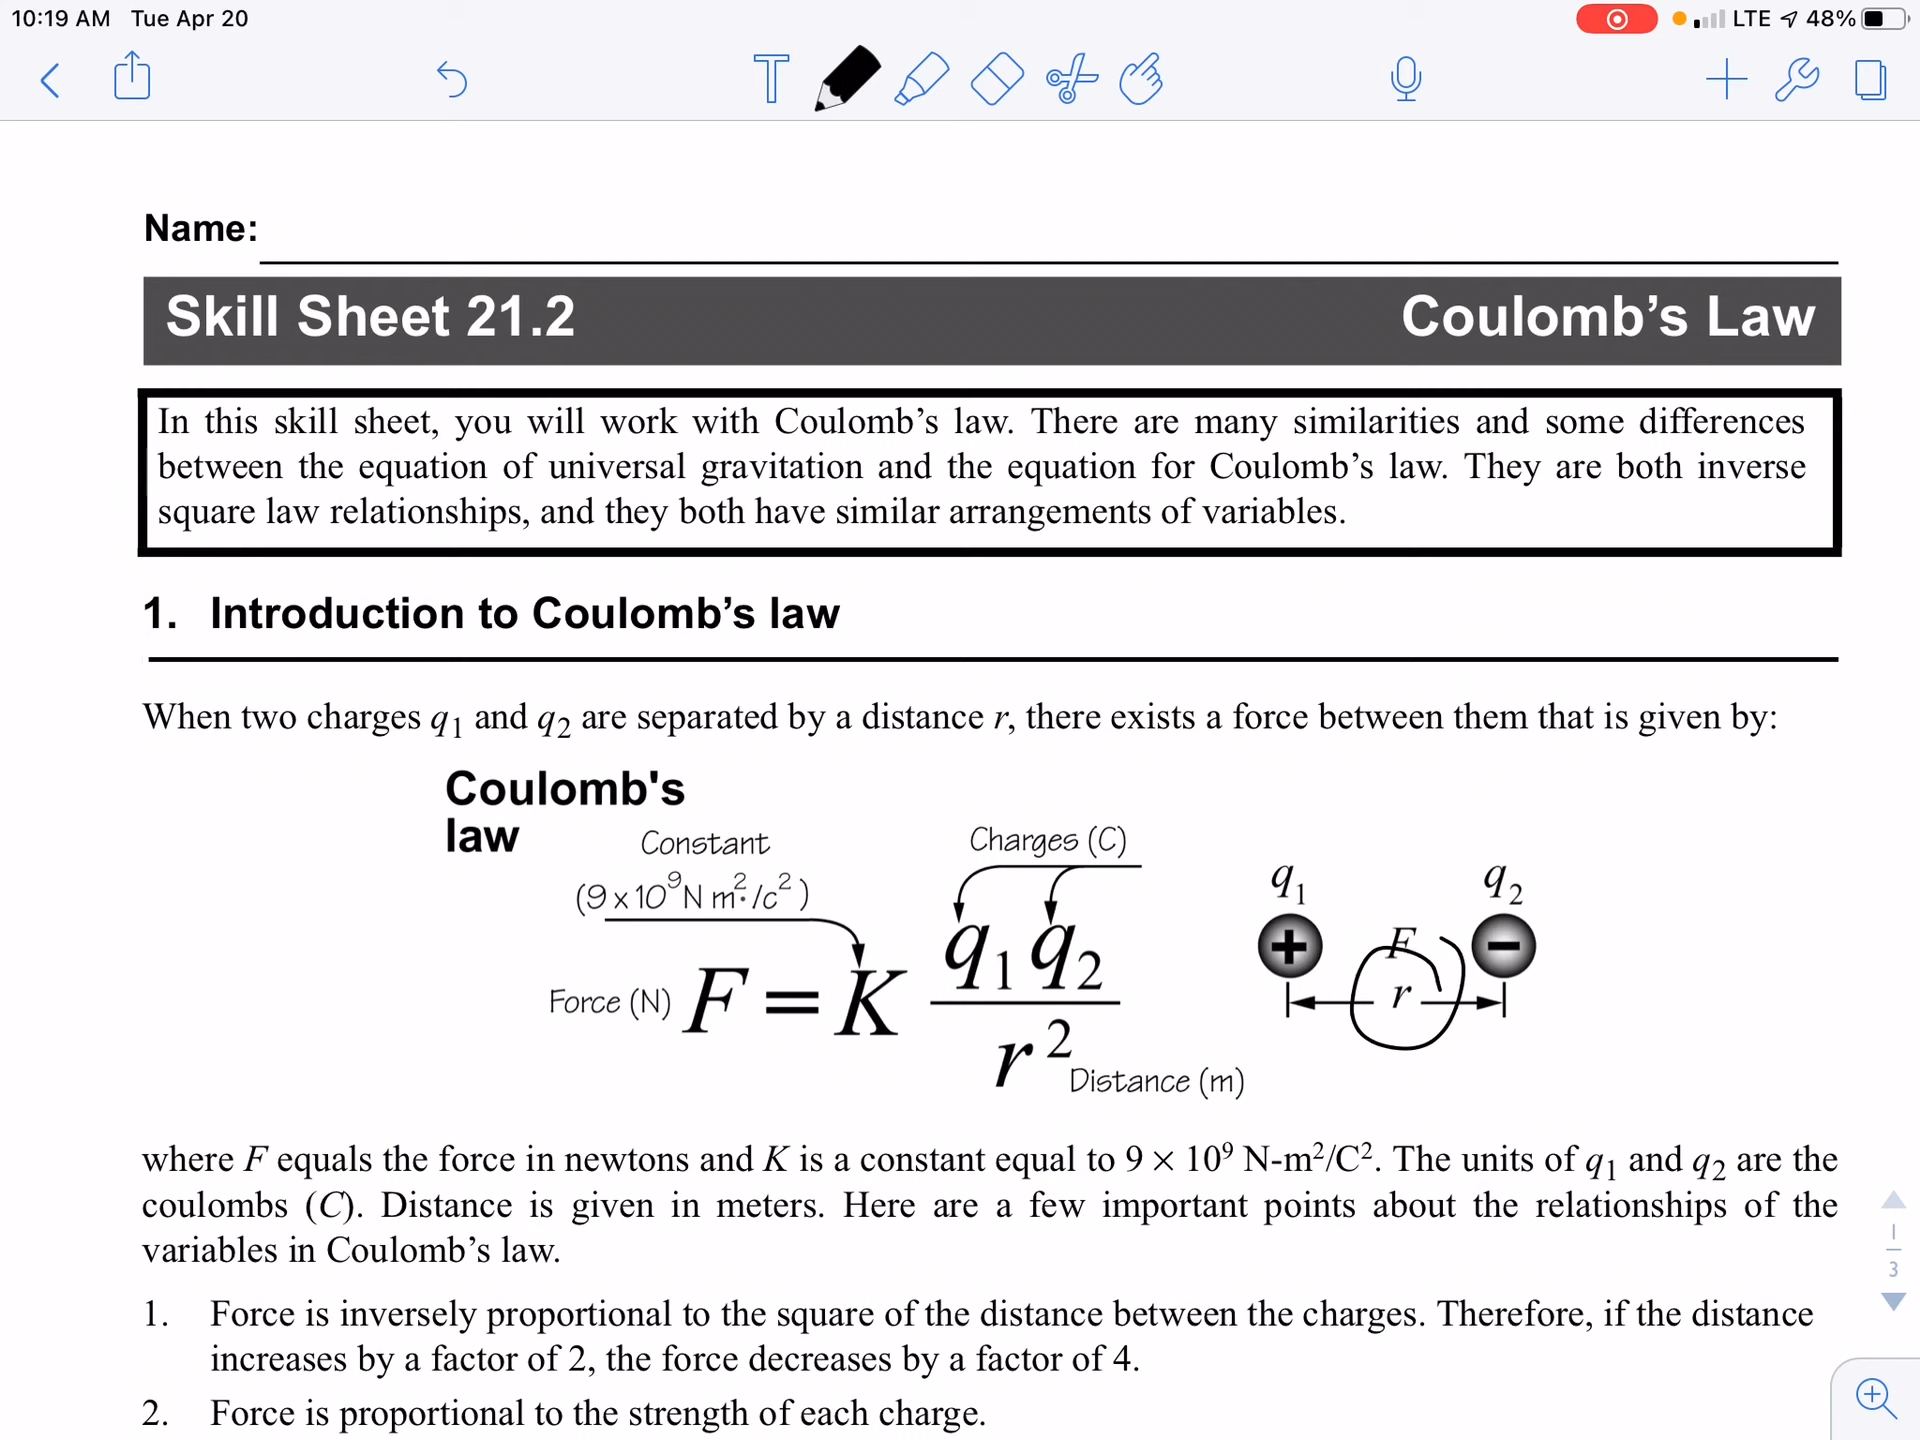 10:19 AM Tue Apr 20
LTE 48%
T
Name:
Skill Sheet 21.2 Coulomb’s Law
In this skill sheet, you will work with Coulomb’s law. There are many similarities and some differences
between the equation of universal gravitation and the equation for Coulomb’s law. They are both inverse
square law relationships, and they both have similar arrangements of variables.
1. Introduction to Coulomb’s law
When two charges q₁ and q₂ are separated by a distance r, there exists a force between them that is given by:
Coulomb's
law
Constant
(9 x 10⁹ N m²·/c²)
Charges (C)
Force (N) F = K q₁ q₂ / r²
Distance (m)
q₁ q₂
+ F −
r
where F equals the force in newtons and K is a constant equal to 9 × 10⁹ N-m²/C². The units of q₁ and q₂ are the
coulombs (C). Distance is given in meters. Here are a few important points about the relationships of the
variables in Coulomb’s law.
1. Force is inversely proportional to the square of the distance between the charges. Therefore, if the distance
increases by a factor of 2, the force decreases by a factor of 4.
2. Force is proportional to the strength of each charge.
1
3